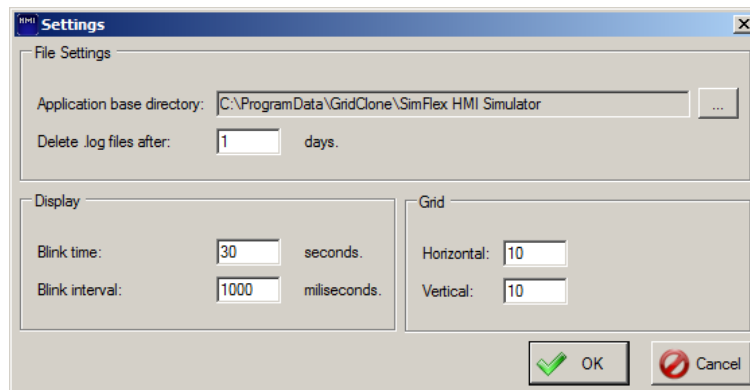 HMI Settings
File Settings
Application base directory: C:\ProgramData\GridClone\SimFlex HMI Simulator ...
Delete .log files after: 1 days.
Display
Blink time: 30 seconds.
Blink interval: 1000 miliseconds.
Grid
Horizontal: 10
Vertical: 10
OK Cancel